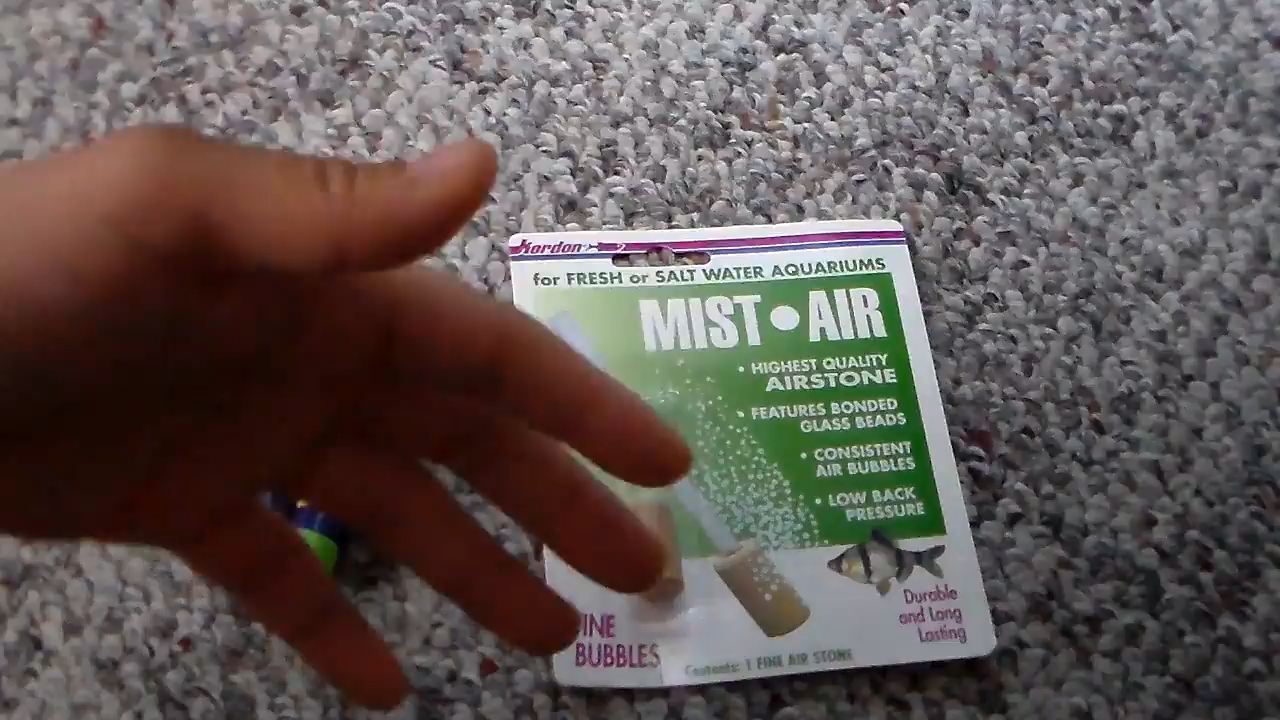 Kordon
for FRESH or SALT WATER AQUARIUMS
MIST • AIR
• HIGHEST QUALITY
AIRSTONE
• FEATURES BONDED
GLASS BEADS
• CONSISTENT
AIR BUBBLES
• LOW BACK
PRESSURE
Durable
and Long
Lasting
BUBBLES
Contents: 1 FINE AIR STONE